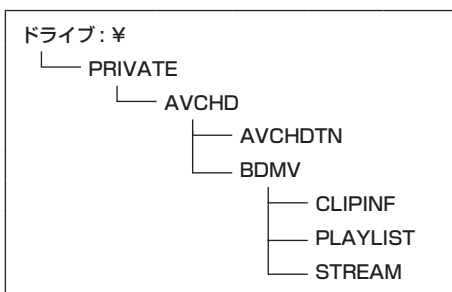 ドライブ:¥
PRIVATE
AVCHD
AVCHDTN
BDMV
CLIPINF
PLAYLIST
STREAM